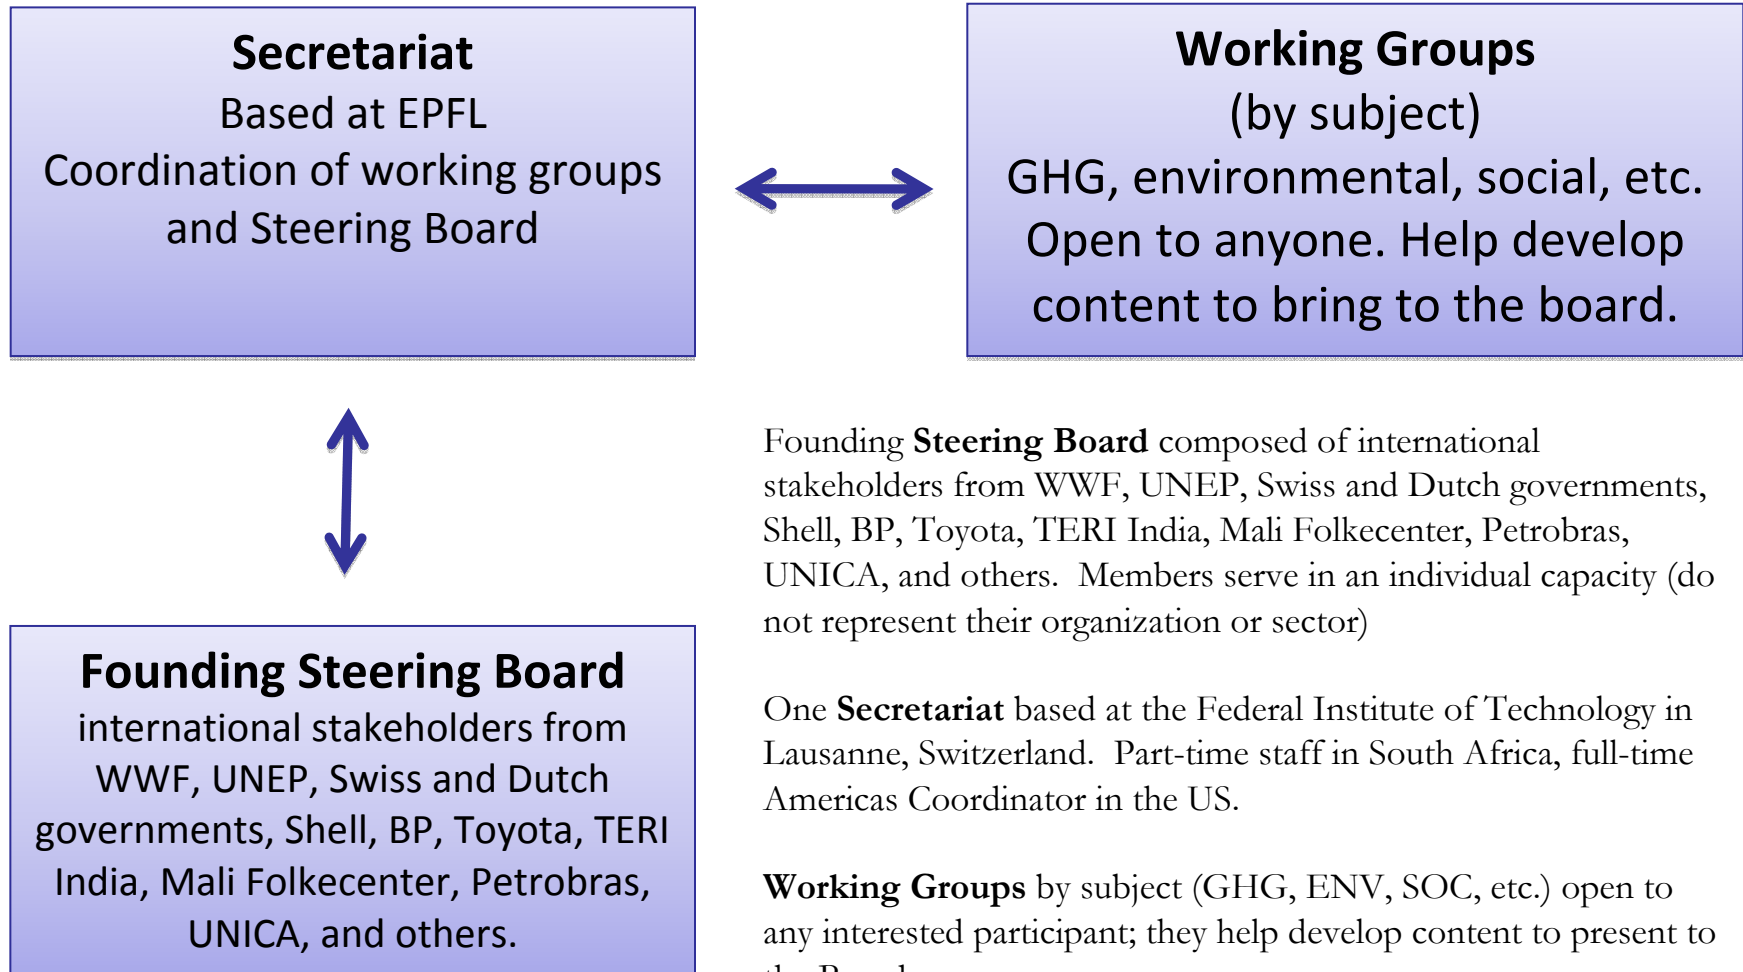 Secretariat
Based at EPFL
Coordination of working groups
and Steering Board
Working Groups
(by subject)
GHG, environmental, social, etc.
Open to anyone. Help develop
content to bring to the board.
Founding Steering Board
international stakeholders from
WWF, UNEP, Swiss and Dutch
governments, Shell, BP, Toyota, TERI
India, Mali Folkecenter, Petrobras,
UNICA, and others.
Founding Steering Board composed of international
stakeholders from WWF, UNEP, Swiss and Dutch governments,
Shell, BP, Toyota, TERI India, Mali Folkecenter, Petrobras,
UNICA, and others.  Members serve in an individual capacity (do
not represent their organization or sector)
One Secretariat based at the Federal Institute of Technology in
Lausanne, Switzerland.  Part-time staff in South Africa, full-time
Americas Coordinator in the US.
Working Groups by subject (GHG, ENV, SOC, etc.) open to
any interested participant; they help develop content to present to